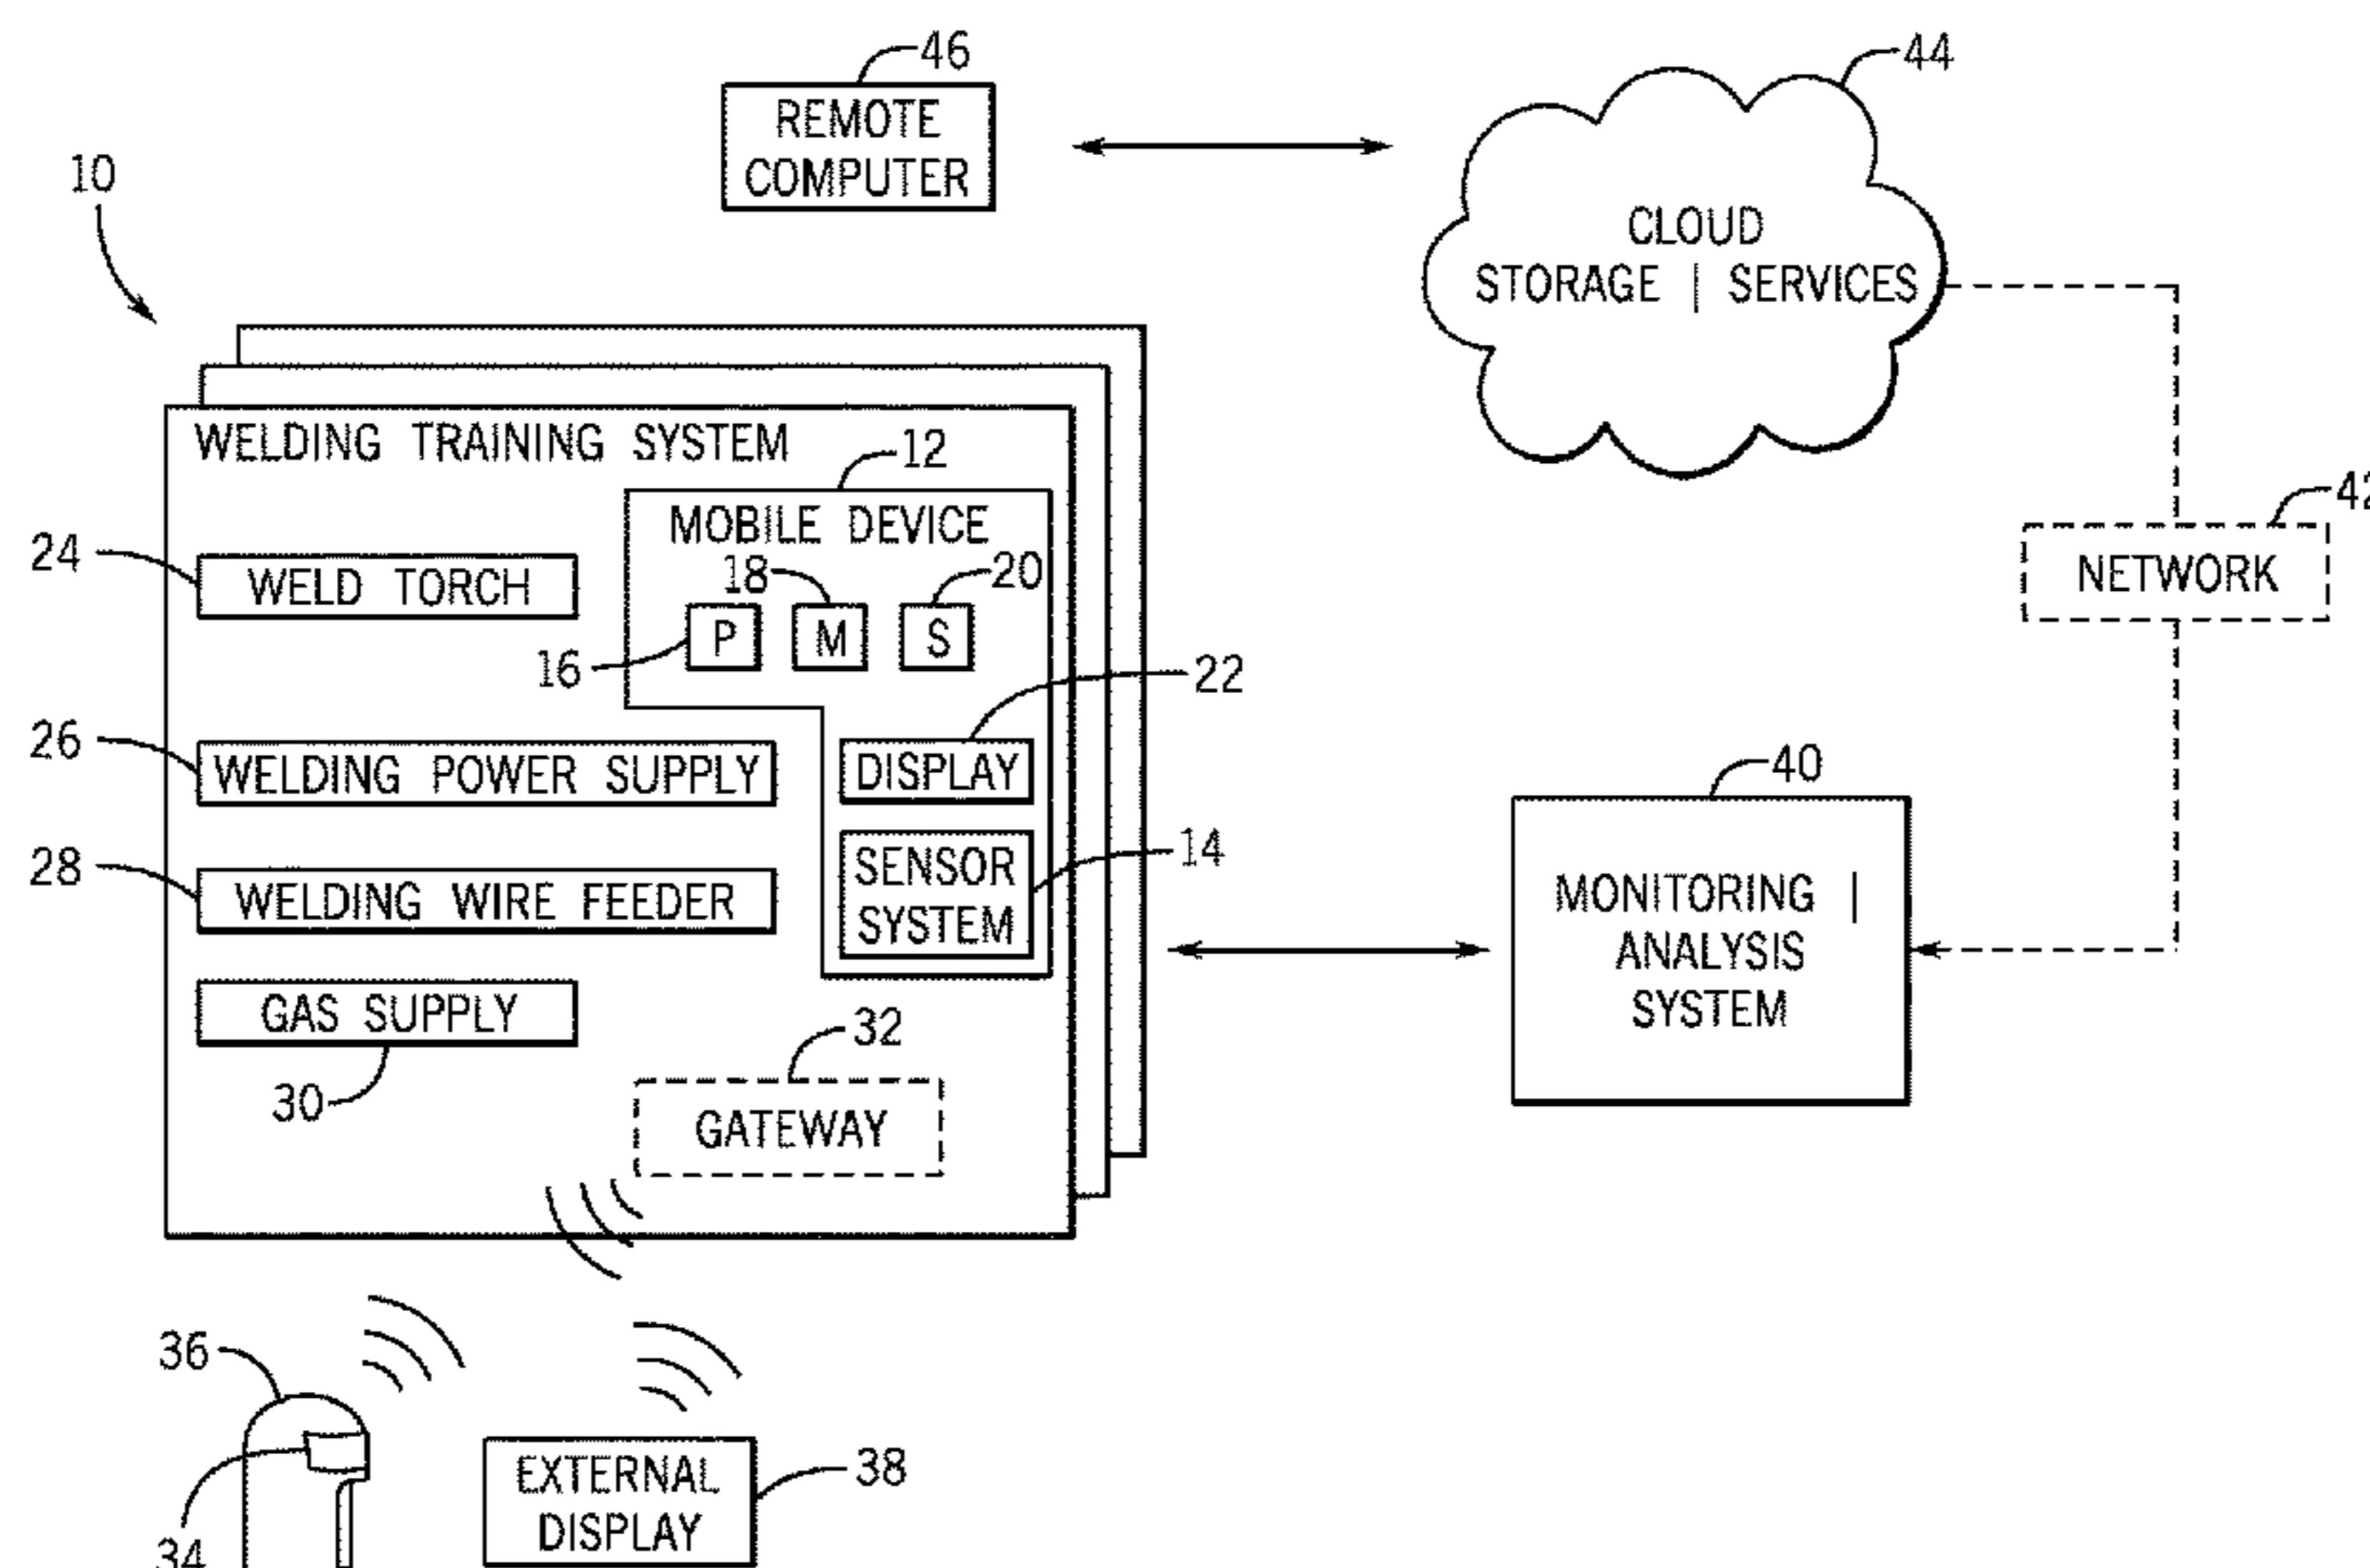 46
44
REMOTE
COMPUTER
10
CLOUD
STORAGE | SERVICES
WELDING TRAINING SYSTEM
12
42
MOBILE DEVICE
24
WELD TORCH
18
20
NETWORK
P
M
S
16
22
26
WELDING POWER SUPPLY
DISPLAY
40
28
WELDING WIRE FEEDER
SENSOR
SYSTEM
14
MONITORING |
ANALYSIS
SYSTEM
GAS SUPPLY
30
32
GATEWAY
36
34
EXTERNAL
DISPLAY
38